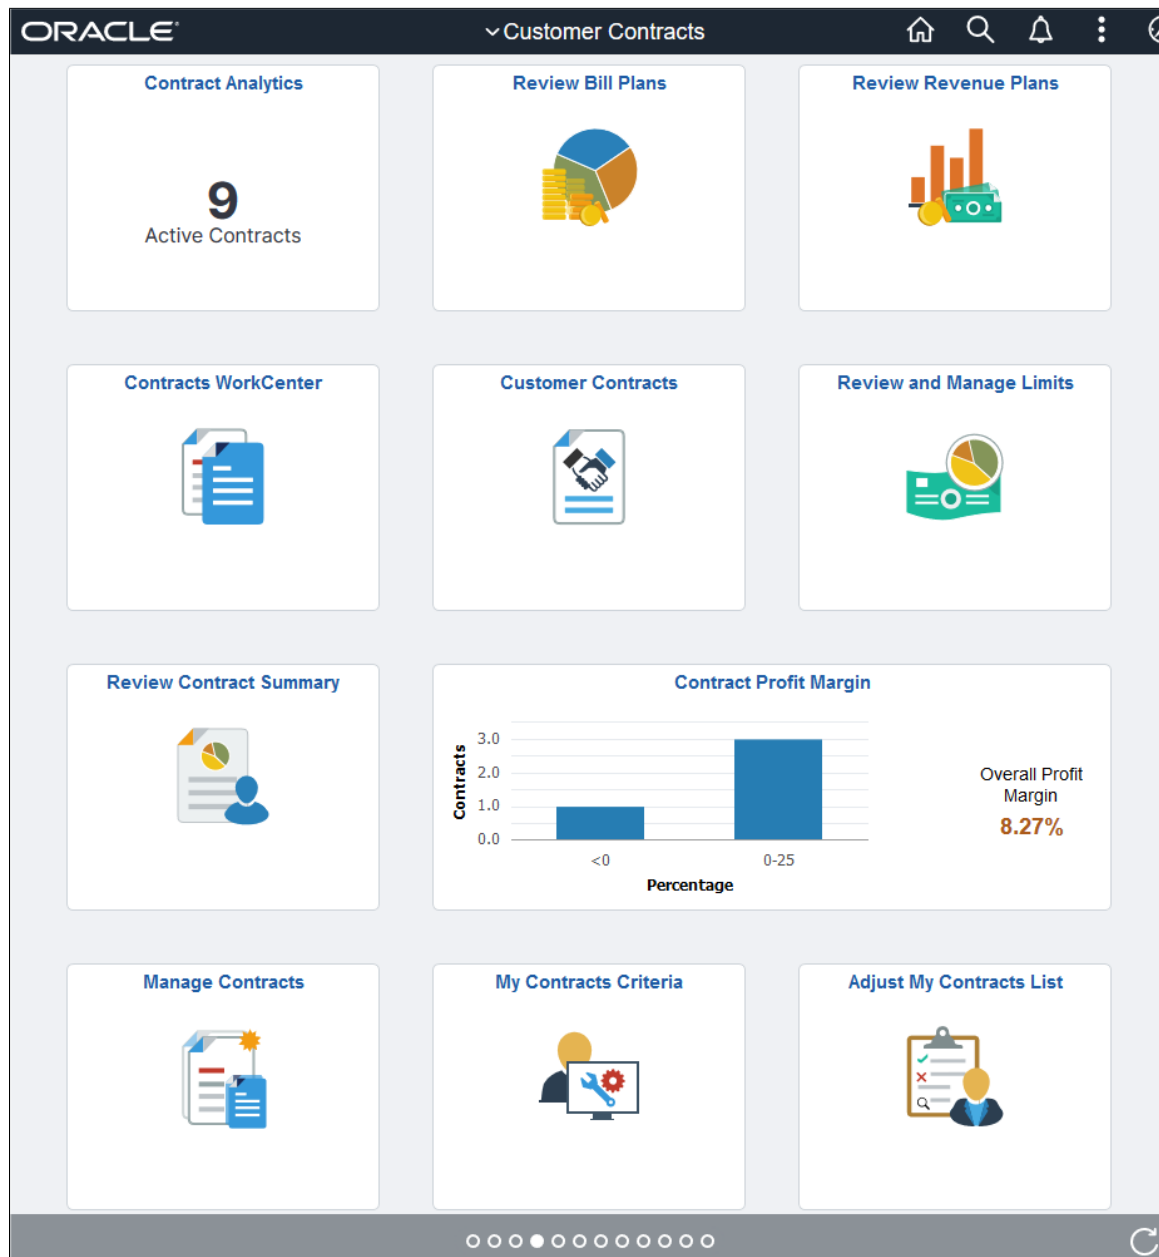 ORACLE
Customer Contracts
Contract Analytics
9
Active Contracts
Review Bill Plans
Review Revenue Plans
Contracts WorkCenter
Customer Contracts
Review and Manage Limits
Review Contract Summary
Contract Profit Margin
Contracts
3.0
2.0
1.0
0.0
<0
0-25
Percentage
Overall Profit
Margin
8.27%
Manage Contracts
My Contracts Criteria
Adjust My Contracts List